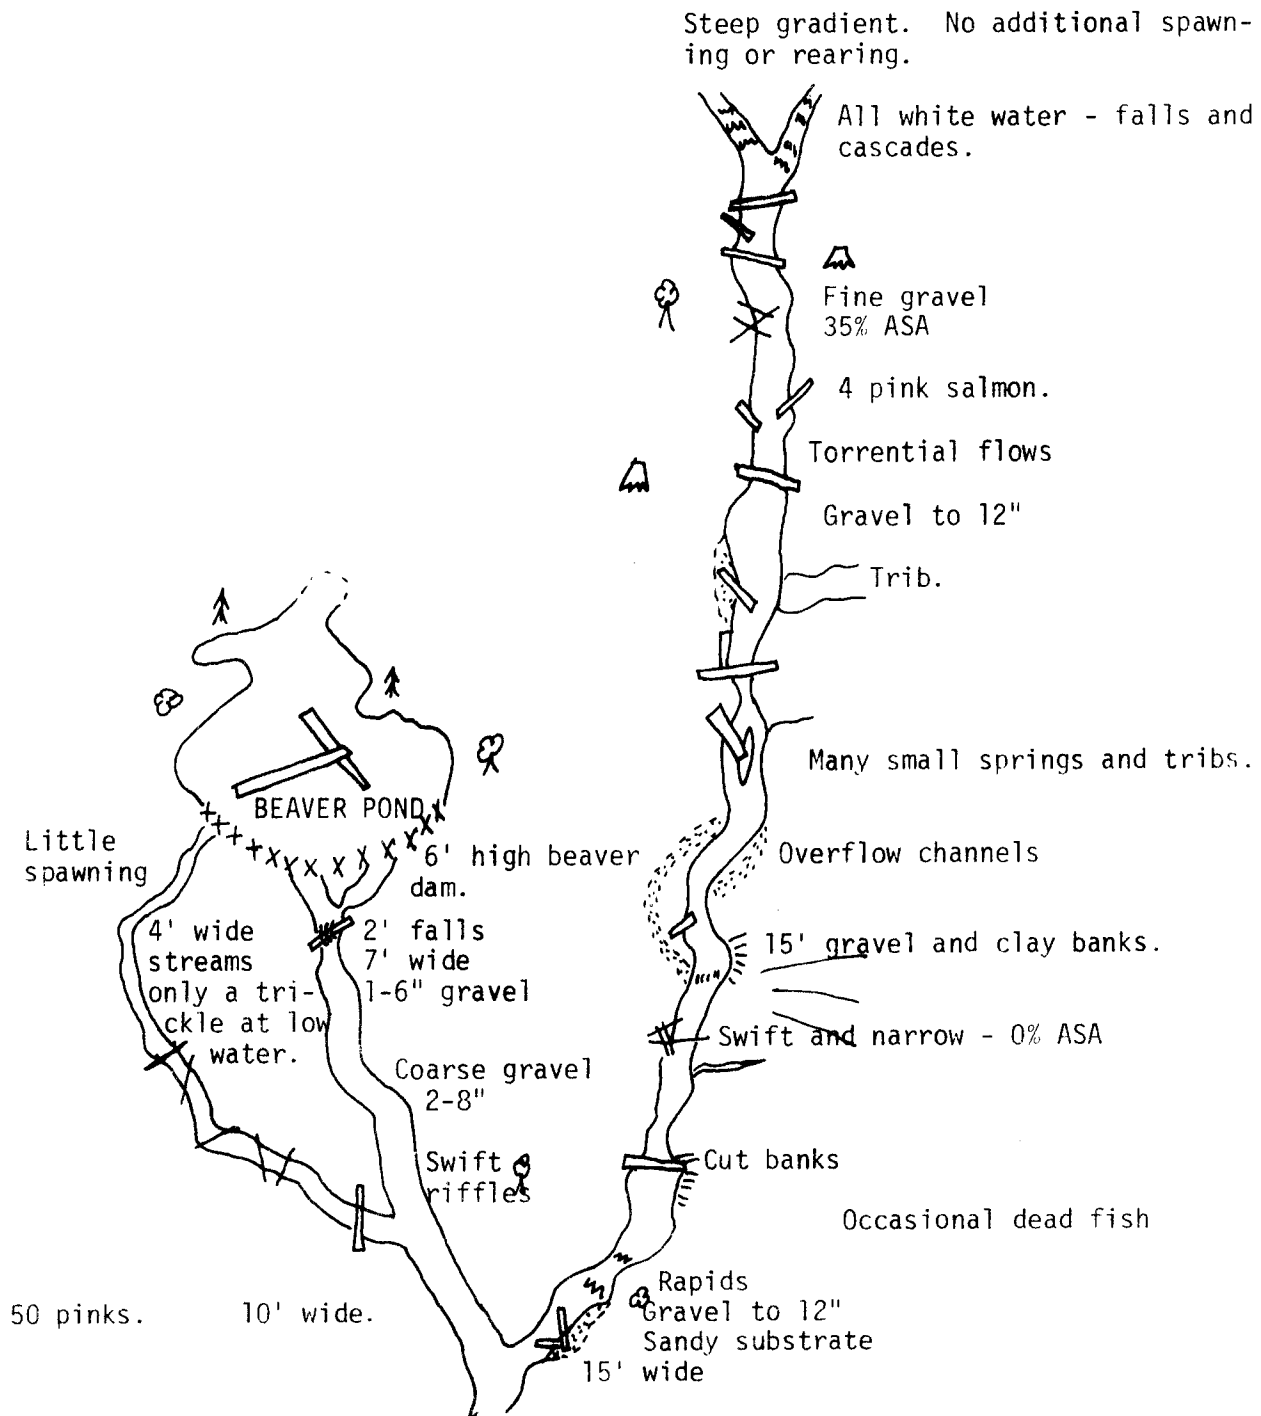 Steep gradient.  No additional spawn-
ing or rearing.
All white water - falls and
cascades.
Fine gravel
35% ASA
4 pink salmon.
Torrential flows
Gravel to 12"
Trib.
Many small springs and tribs.
BEAVER POND
Little
spawning
6' high beaver
dam.
Overflow channels
4' wide
streams
only a tri-
ckle at low
water.
2' falls
7' wide
1-6" gravel
15' gravel and clay banks.
Swift and narrow - 0% ASA
Coarse gravel
2-8"
Swift
riffles
Cut banks
Occasional dead fish
50 pinks.
10' wide.
Rapids
Gravel to 12"
Sandy substrate
15' wide